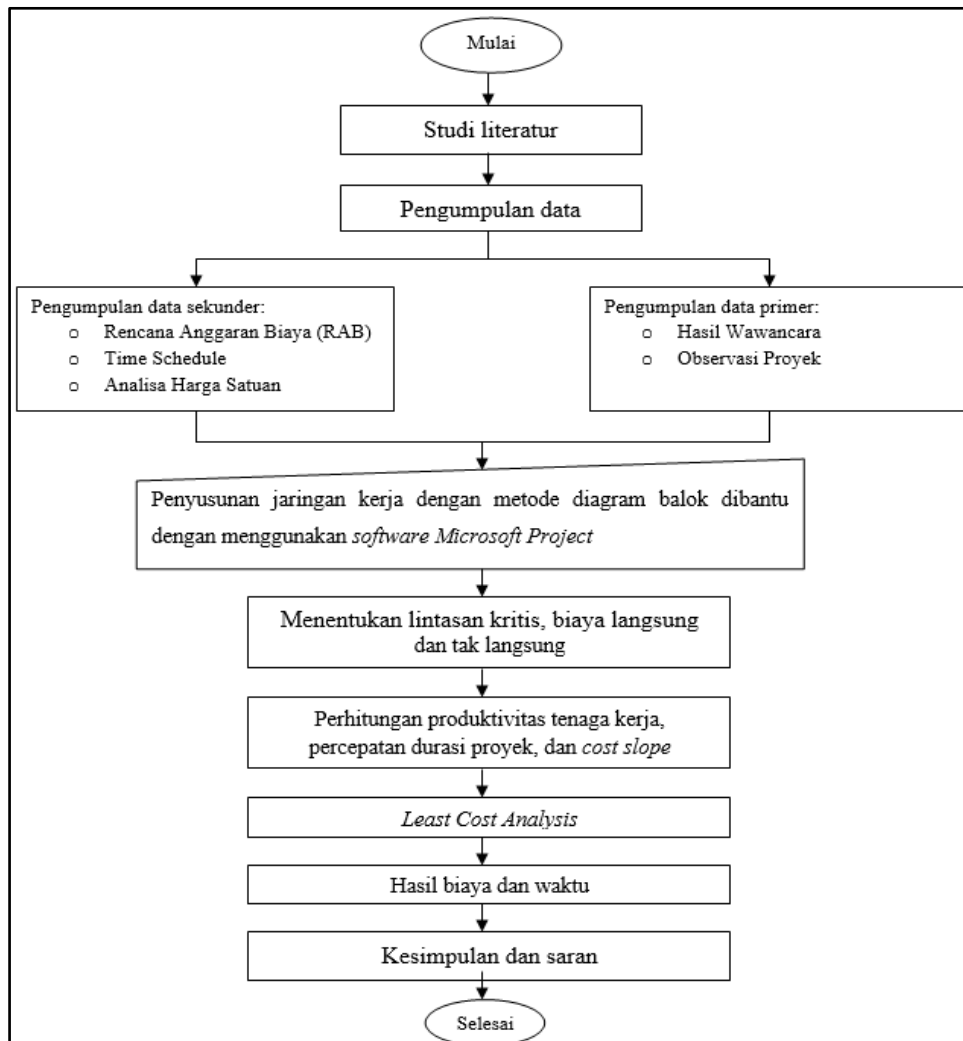 Mulai
Studi literatur
Pengumpulan data
Pengumpulan data sekunder:
o Rencana Anggaran Biaya (RAB)
o Time Schedule
o Analisa Harga Satuan
Pengumpulan data primer:
o Hasil Wawancara
o Observasi Proyek
Penyusunan jaringan kerja dengan metode diagram balok dibantu
dengan menggunakan software Microsoft Project
Menentukan lintasan kritis, biaya langsung
dan tak langsung
Perhitungan produktivitas tenaga kerja,
percepatan durasi proyek, dan cost slope
Least Cost Analysis
Hasil biaya dan waktu
Kesimpulan dan saran
Selesai